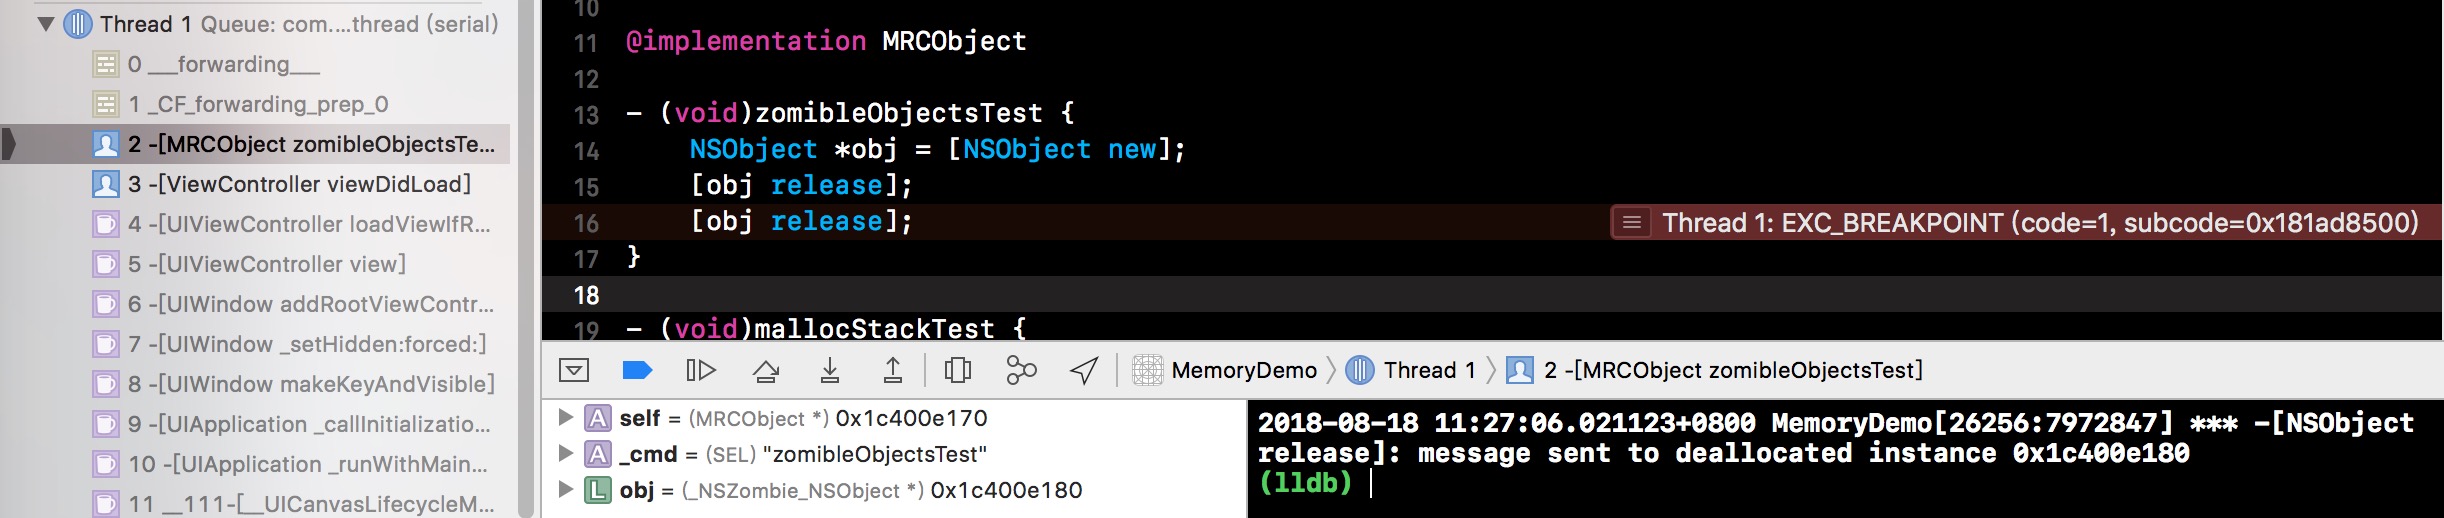 Thread 1 Queue: com....thread (serial)
0 ___forwarding___
1 _CF_forwarding_prep_0
2 -[MRCObject zomibleObjectsTe...
3 -[ViewController viewDidLoad]
4 -[UIViewController loadViewIfR...
5 -[UIViewController view]
6 -[UIWindow addRootViewContr...
7 -[UIWindow _setHidden:forced:]
8 -[UIWindow makeKeyAndVisible]
9 -[UIApplication _callInitializatio...
10 -[UIApplication _runWithMain...
11 __111-[__UICanvasLifecycleM...
10
11 @implementation MRCObject
12
13 - (void)zomibleObjectsTest {
14 NSObject *obj = [NSObject new];
15 [obj release];
16 [obj release];
Thread 1: EXC_BREAKPOINT (code=1, subcode=0x181ad8500)
17 }
18
19 - (void)mallocStackTest {
MemoryDemo 〉 Thread 1 〉 2 -[MRCObject zomibleObjectsTest]
A self = (MRCObject *) 0x1c400e170
A _cmd = (SEL) "zomibleObjectsTest"
L obj = (_NSZombie_NSObject *) 0x1c400e180
2018-08-18 11:27:06.021123+0800 MemoryDemo[26256:7972847] *** -[NSObject
release]: message sent to deallocated instance 0x1c400e180
(lldb)